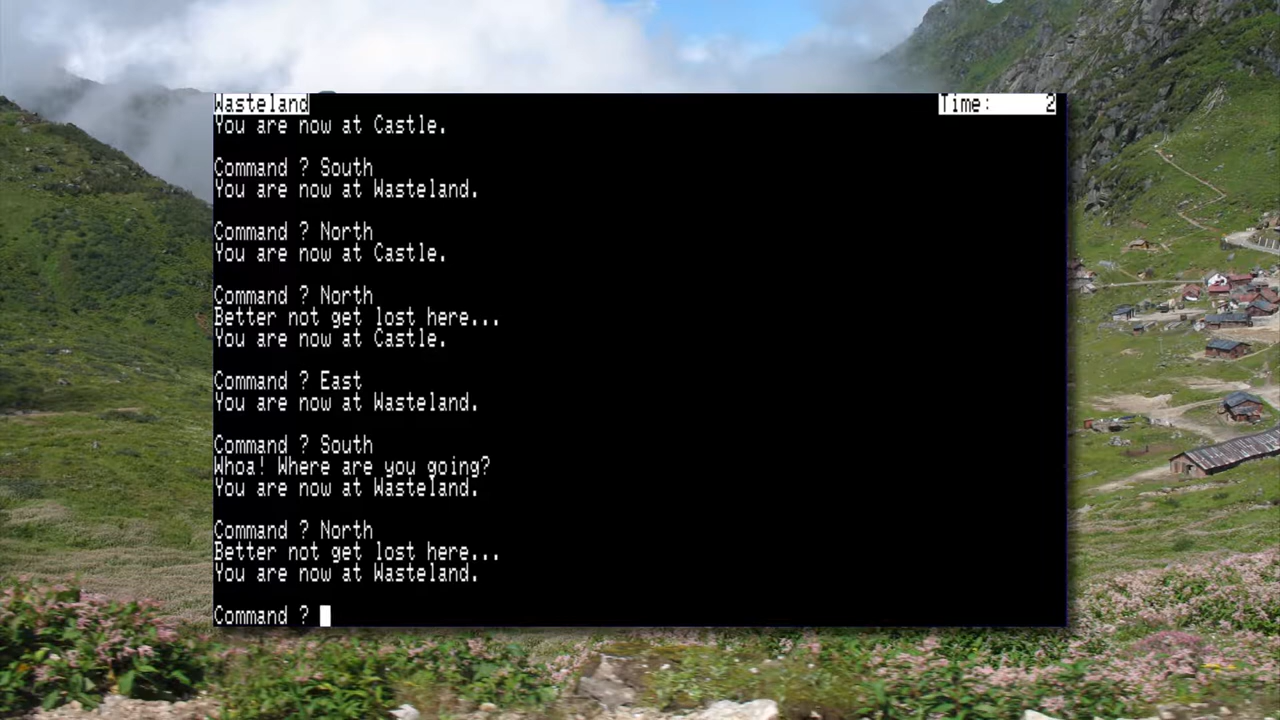 Wasteland Time: 2
You are now at Castle.
Command ? South
You are now at Wasteland.
Command ? North
You are now at Castle.
Command ? North
Better not get lost here...
You are now at Castle.
Command ? East
You are now at Wasteland.
Command ? South
Whoa! Where are you going?
You are now at Wasteland.
Command ? North
Better not get lost here...
You are now at Wasteland.
Command ?